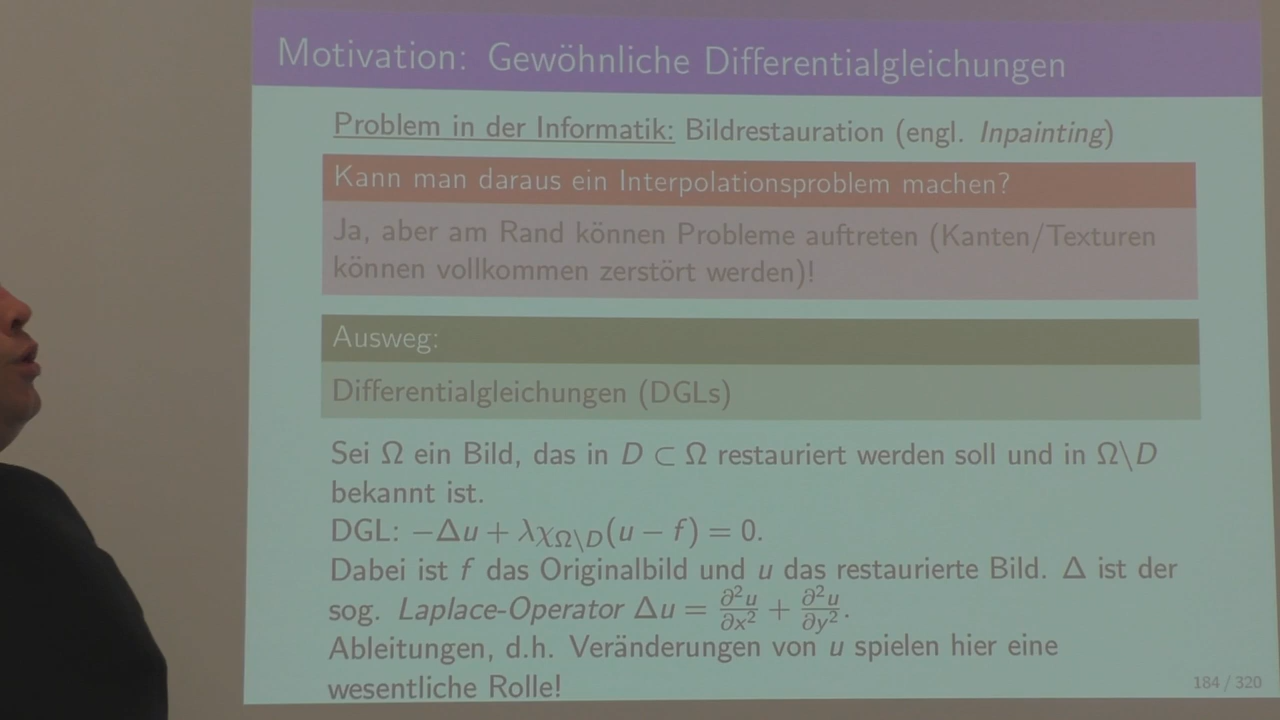 Motivation: Gewöhnliche Differentialgleichungen
Problem in der Informatik: Bildrestauration (engl. Inpainting)
Kann man daraus ein Interpolationsproblem machen?
Ja, aber am Rand können Probleme auftreten (Kanten/Texturen
können vollkommen zerstört werden)!
Ausweg:
Differentialgleichungen (DGLs)
Sei Ω ein Bild, das in D ⊂ Ω restauriert werden soll und in Ω\D
bekannt ist.
DGL: −Δu + λχ_{Ω\D}(u − f) = 0.
Dabei ist f das Originalbild und u das restaurierte Bild. Δ ist der
sog. Laplace-Operator Δu = ∂²u/∂x² + ∂²u/∂y².
Ableitungen, d.h. Veränderungen von u spielen hier eine
wesentliche Rolle!
184 / 320